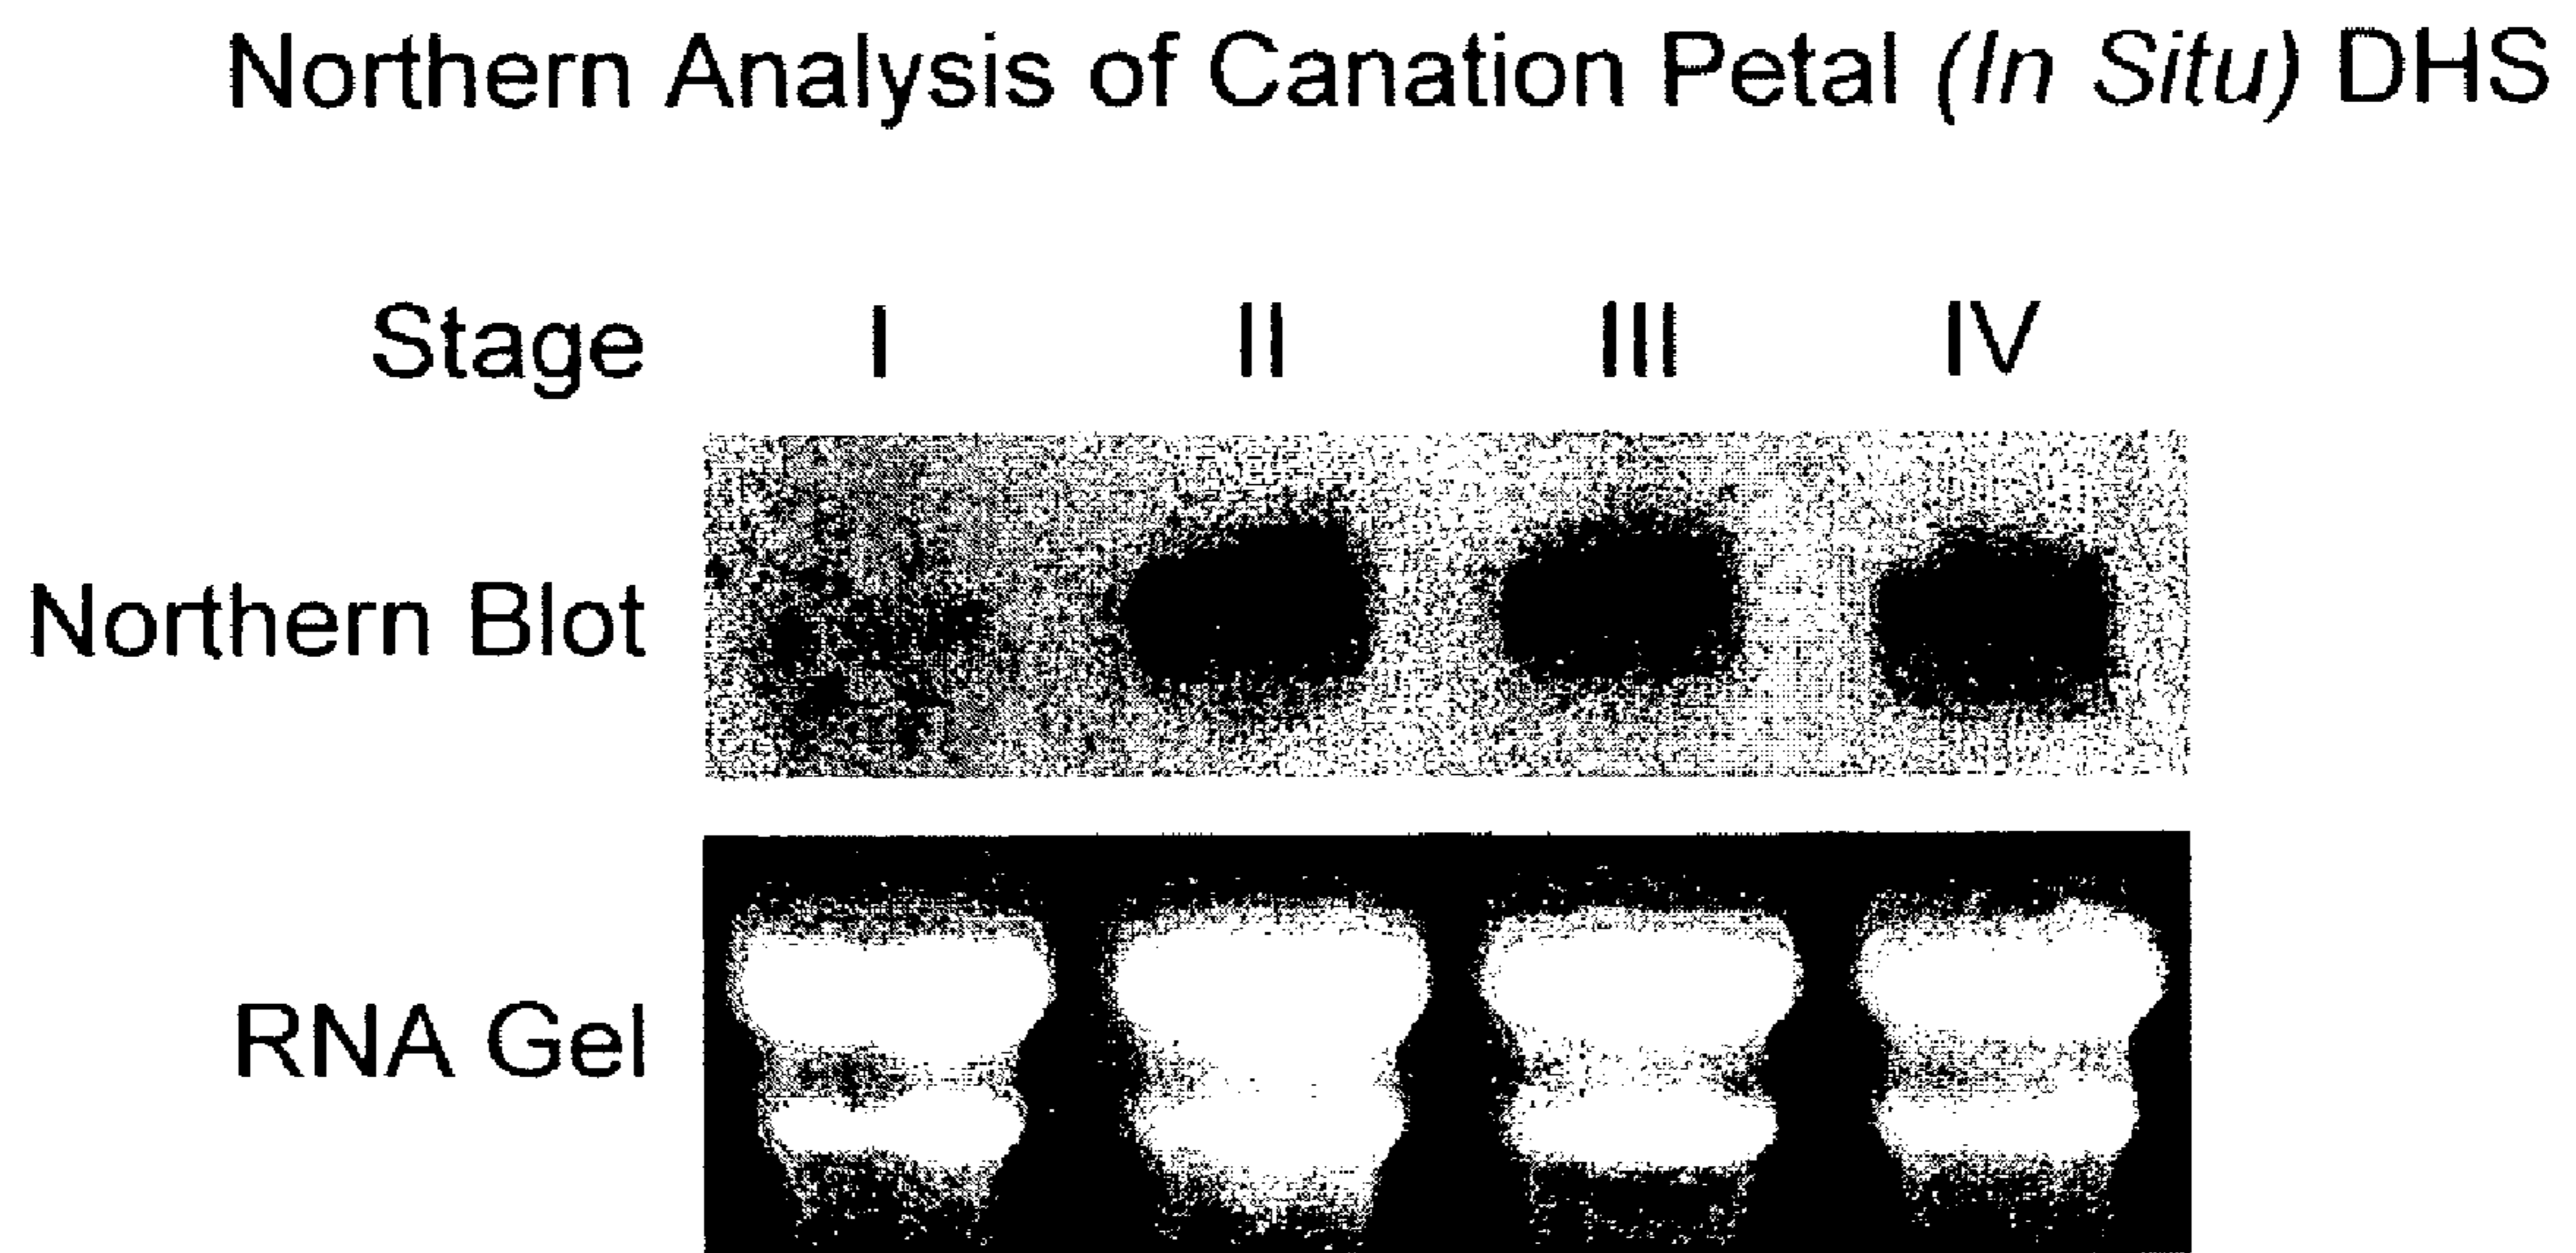 Northern Analysis of Canation Petal (In Situ) DHS
Stage I II III IV
Northern Blot
RNA Gel